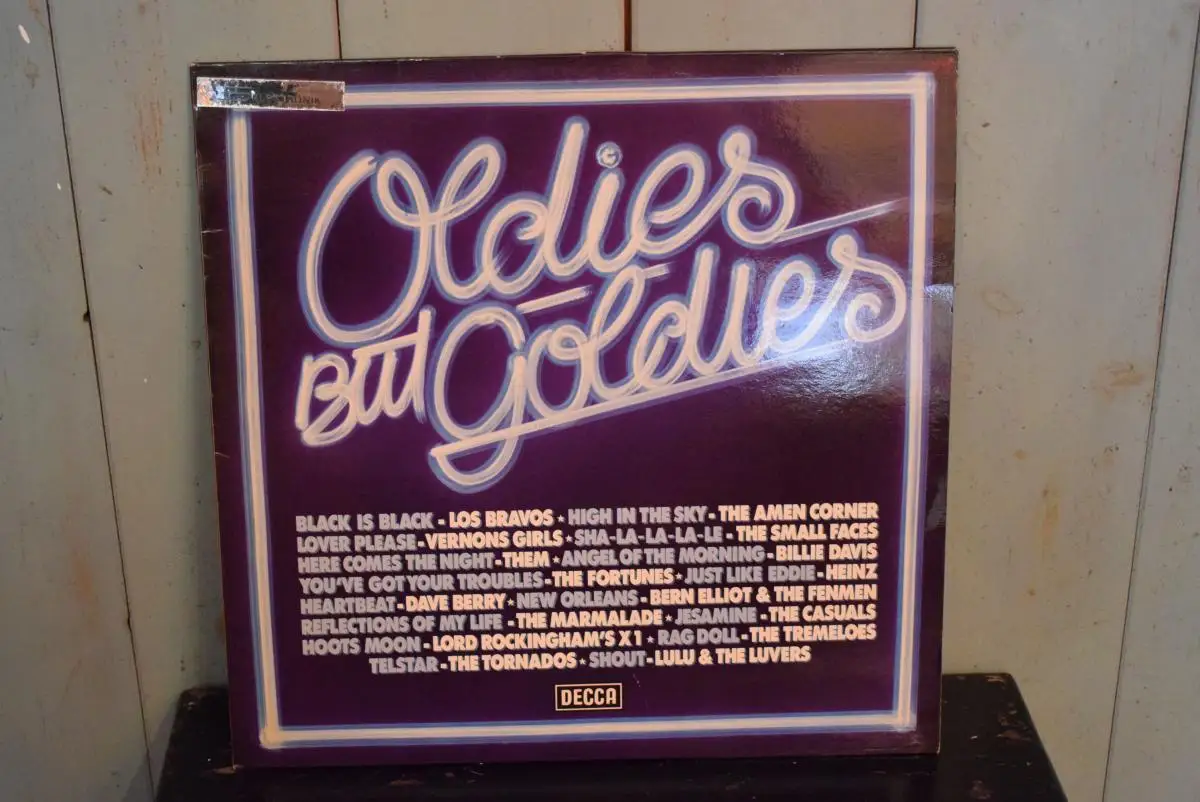 Oldies
But Goldies
BLACK IS BLACK - LOS BRAVOS ★ HIGH IN THE SKY - THE AMEN CORNER
LOVER PLEASE - VERNONS GIRLS ★ SHA-LA-LA-LA-LE - THE SMALL FACES
HERE COMES THE NIGHT - THEM ★ ANGEL OF THE MORNING - BILLIE DAVIS
YOU'VE GOT YOUR TROUBLES - THE FORTUNES ★ JUST LIKE EDDIE - HEINZ
HEARTBEAT - DAVE BERRY ★ NEW ORLEANS - BERN ELLIOT & THE FENMEN
REFLECTIONS OF MY LIFE - THE MARMALADE ★ JESAMINE - THE CASUALS
HOOTS MOON - LORD ROCKINGHAM'S X1 ★ RAG DOLL - THE TREMELOES
TELSTAR - THE TORNADOS ★ SHOUT - LULU & THE LUVERS
DECCA